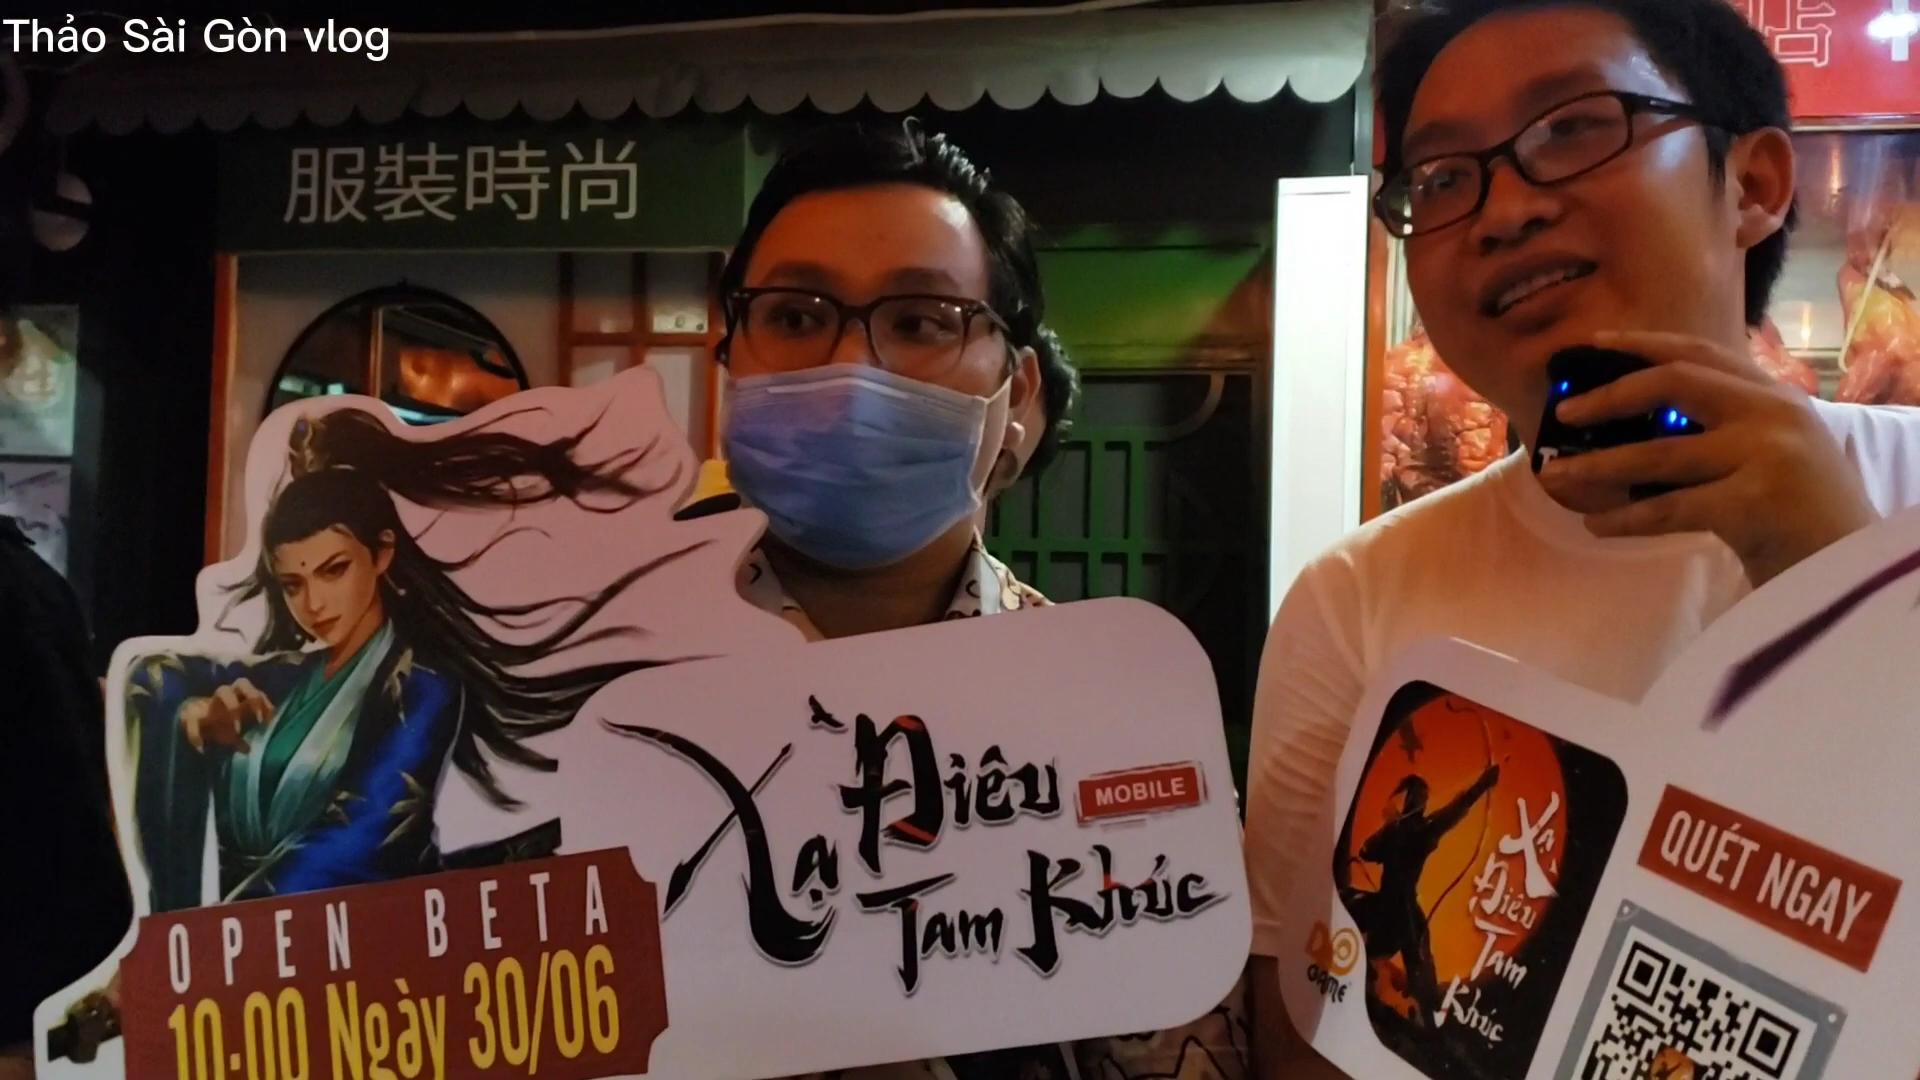 Thảo Sài Gòn vlog
店
服裝時尚
Xạ Điêu
MOBILE
Tam Khúc
OPEN BETA
10:00 Ngày 30/06
Xạ
Điêu
Tam
Khúc
GAME
QUÉT NGAY